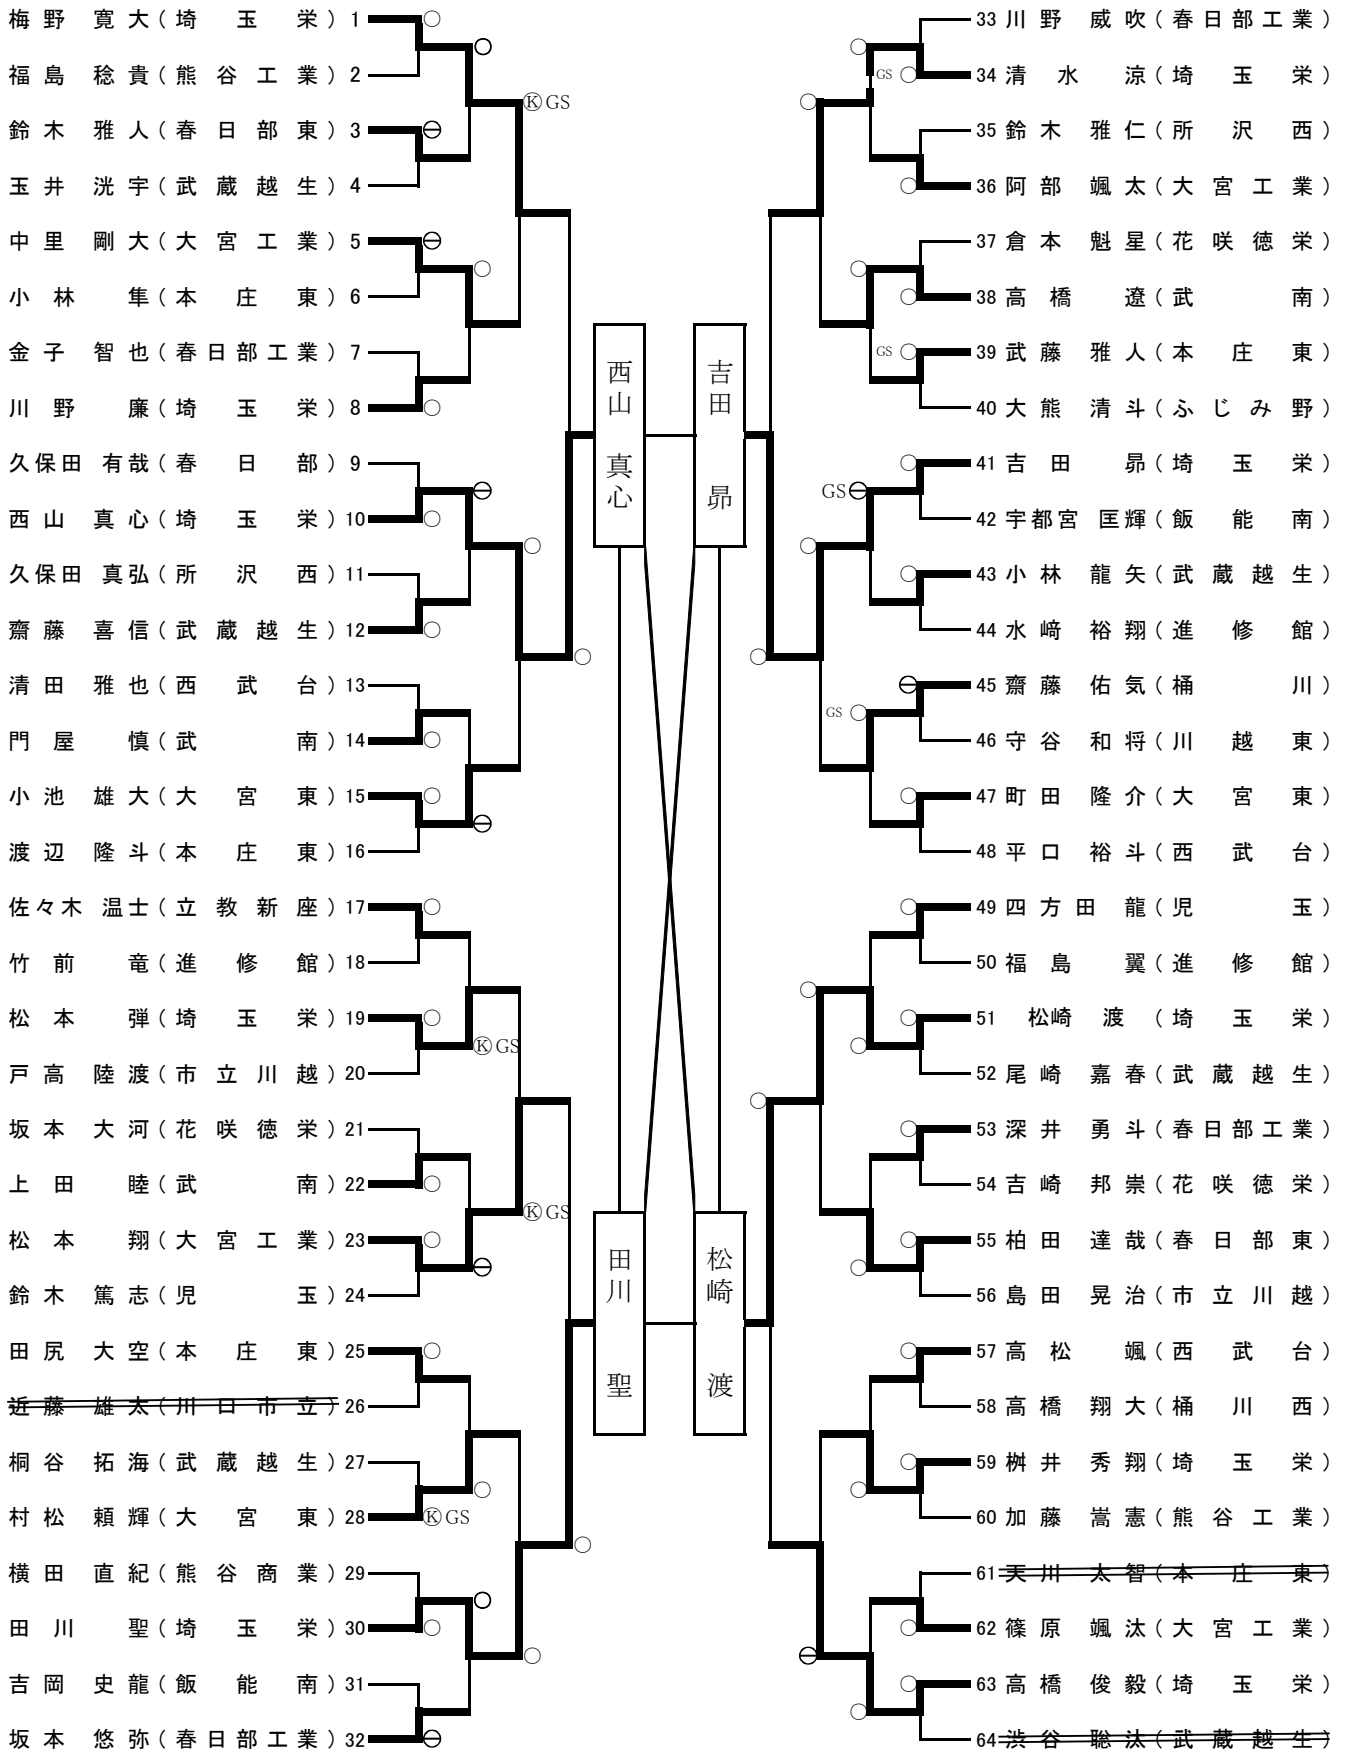 梅野 寛大（埼玉栄）1 ○
○
福島 稔貴（熊谷工業）2
Ⓚ GS
鈴木 雅人（春日部東）3 ⊖
玉井 洸宇（武蔵越生）4
中里 剛大（大宮工業）5 ⊖
○
小林 隼（本庄東）6
金子 智也（春日部工業）7
川野 廉（埼玉栄）8 ○
久保田 有哉（春日部）9
⊖
西山 真心（埼玉栄）10 ○
○
久保田 真弘（所沢西）11
齋藤 喜信（武蔵越生）12 ○
○
清田 雅也（西武台）13
門屋 慎（武南）14 ○
小池 雄大（大宮東）15 ○
⊖
渡辺 隆斗（本庄東）16
佐々木 温士（立教新座）17 ○
竹前 竜（進修館）18
松本 弾（埼玉栄）19 ○
Ⓚ GS
戸高 陸渡（市立川越）20
坂本 大河（花咲徳栄）21
上田 睦（武南）22 ○
Ⓚ GS
松本 翔（大宮工業）23 ○
⊖
鈴木 篤志（児玉）24
田尻 大空（本庄東）25 ○
近藤 雄太（川口市立）26
桐谷 拓海（武蔵越生）27
○
村松 頼輝（大宮東）28 Ⓚ GS
○
横田 直紀（熊谷商業）29
○
田川 聖（埼玉栄）30 ○
○
吉岡 史龍（飯能南）31
坂本 悠弥（春日部工業）32 ⊖
西山 真心
吉田 昴
田川 聖
松崎 渡
33 川野 威吹（春日部工業）
○
GS ○ 34 清水 涼（埼玉栄）
○
35 鈴木 雅仁（所沢西）
○ 36 阿部 颯太（大宮工業）
37 倉本 魁星（花咲徳栄）
○
○ 38 高橋 遼（武南）
GS ○ 39 武藤 雅人（本庄東）
40 大熊 清斗（ふじみ野）
○ 41 吉田 昴（埼玉栄）
GS ⊖
42 宇都宮 匡輝（飯能南）
○
○ 43 小林 龍矢（武蔵越生）
44 水﨑 裕翔（進修館）
○
⊖ 45 齋藤 佑気（桶川）
GS ○
46 守谷 和将（川越東）
○ 47 町田 隆介（大宮東）
48 平口 裕斗（西武台）
○ 49 四方田 龍（児玉）
50 福島 翼（進修館）
○
○ 51 松崎 渡（埼玉栄）
○
52 尾崎 嘉春（武蔵越生）
○
○ 53 深井 勇斗（春日部工業）
54 吉崎 邦崇（花咲徳栄）
○ 55 柏田 達哉（春日部東）
○
56 島田 晃治（市立川越）
○ 57 高松 颯（西武台）
58 高橋 翔大（桶川西）
○ 59 桝井 秀翔（埼玉栄）
○
60 加藤 嵩憲（熊谷工業）
61 天川 太智（本庄東）
○ 62 篠原 颯汰（大宮工業）
⊖
○ 63 高橋 俊毅（埼玉栄）
○
64 渋谷 聡汰（武蔵越生）